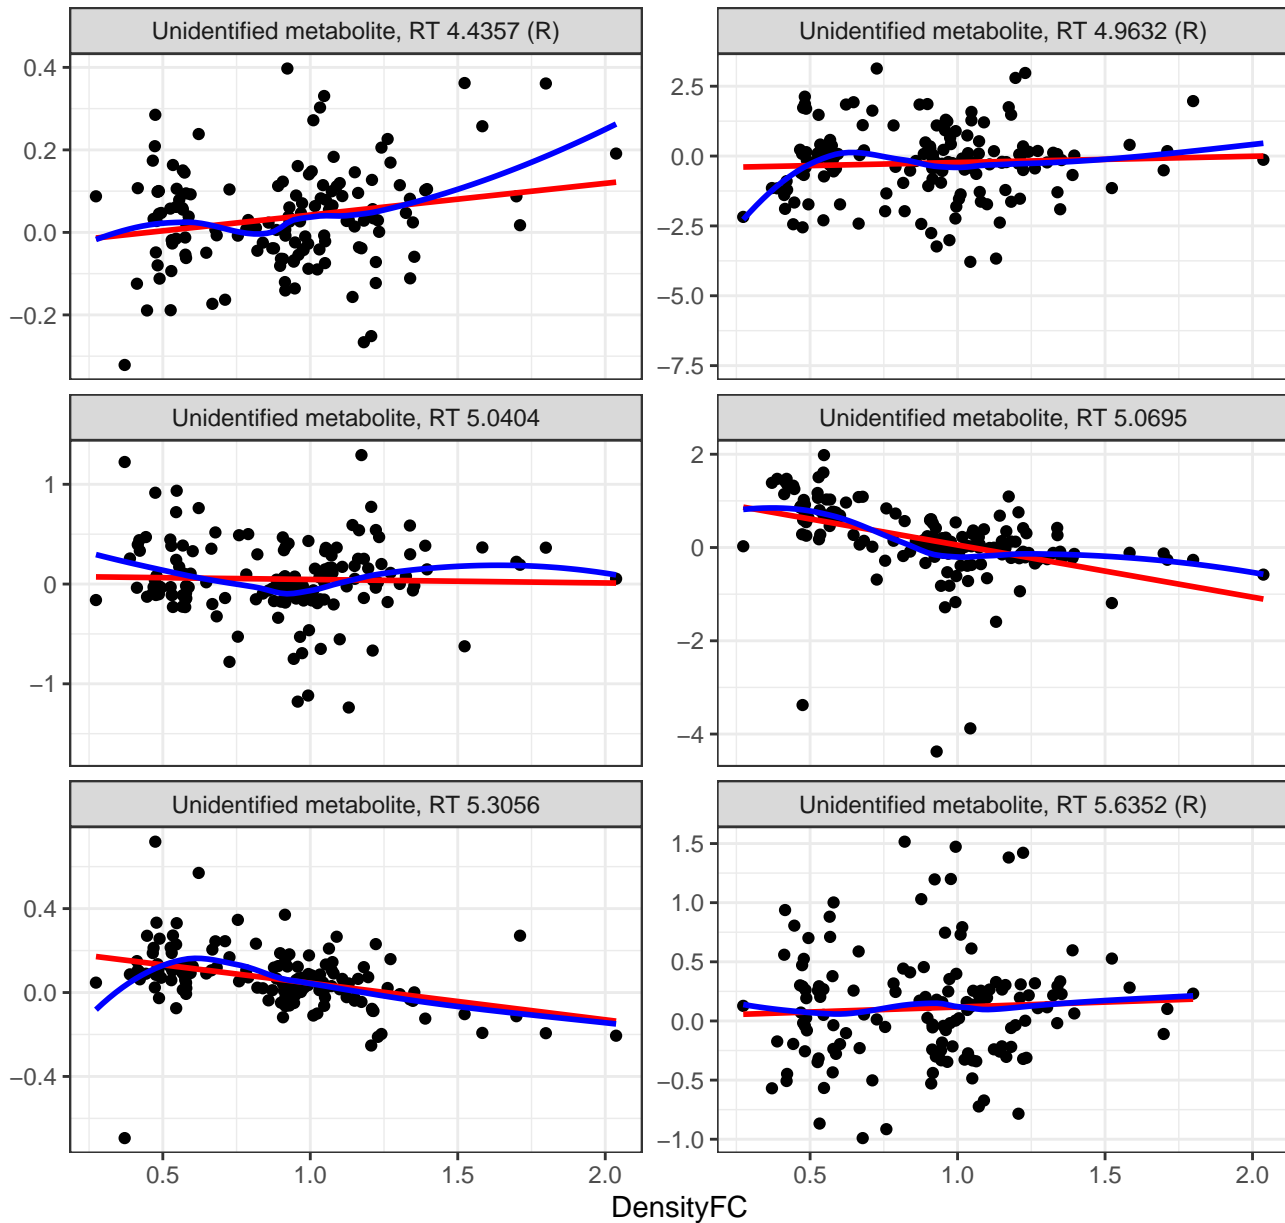 Unidentified metabolite, RT 4.4357 (R)
Unidentified metabolite, RT 4.9632 (R)
0.4
0.2
0.0
−0.2
2.5
0.0
−2.5
−5.0
−7.5
Unidentified metabolite, RT 5.0404
Unidentified metabolite, RT 5.0695
1
0
−1
2
0
−2
−4
Unidentified metabolite, RT 5.3056
Unidentified metabolite, RT 5.6352 (R)
0.4
0.0
−0.4
1.5
1.0
0.5
0.0
−0.5
−1.0
0.5 1.0 1.5 2.0
0.5 1.0 1.5 2.0
DensityFC